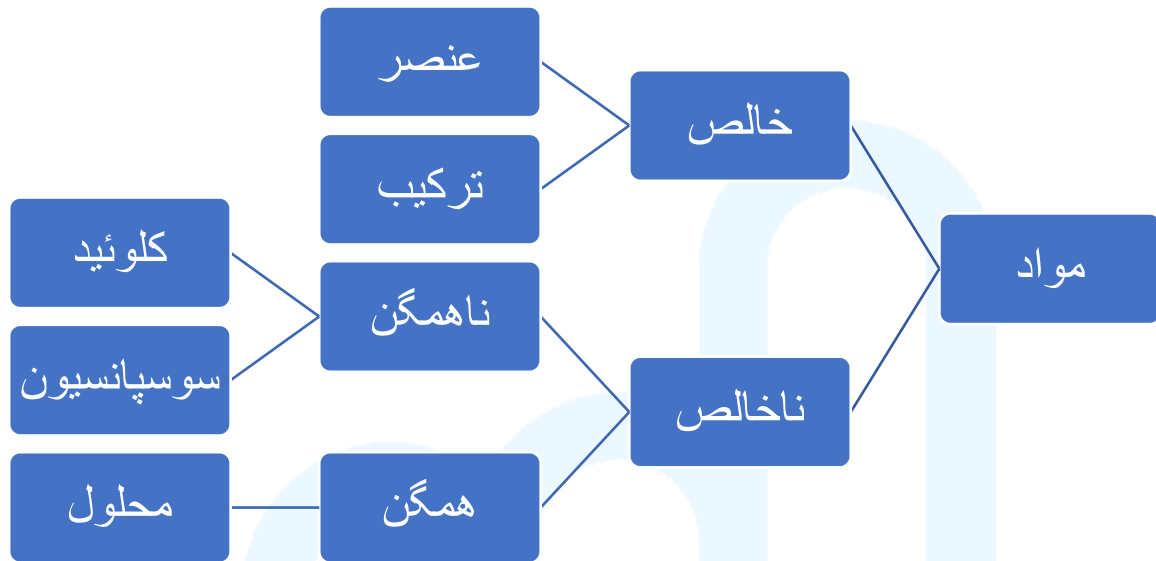 مواد
خالص
عنصر
ترکیب
ناخالص
ناهمگن
کلوئید
سوسپانسیون
همگن
محلول